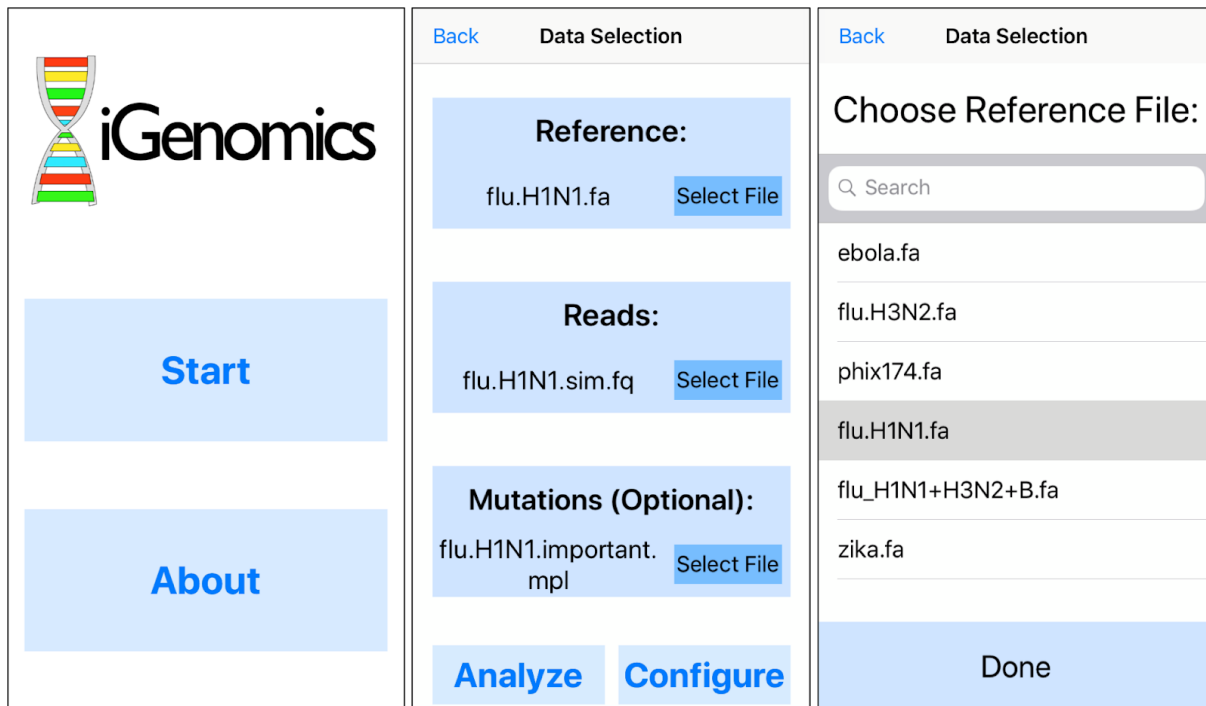 iGenomics
Start
About
Back
Data Selection
Reference:
flu.H1N1.fa
Select File
Reads:
flu.H1N1.sim.fq
Select File
Mutations (Optional):
flu.H1N1.important.
mpl
Select File
Analyze
Configure
Back
Data Selection
Choose Reference File:
Search
ebola.fa
flu.H3N2.fa
phix174.fa
flu.H1N1.fa
flu_H1N1+H3N2+B.fa
zika.fa
Done